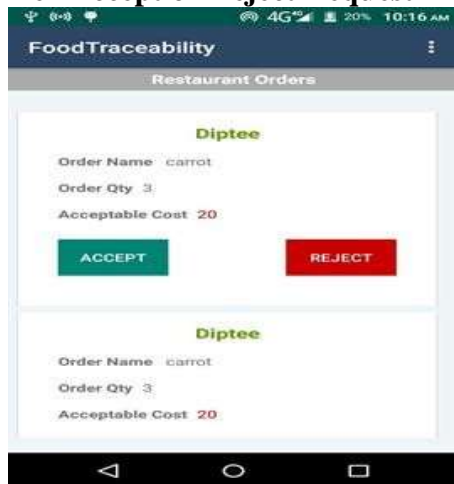 4G 20% 10:16 AM
FoodTraceability
Restaurant Orders
Diptee
Order Name carrot
Order Qty 3
Acceptable Cost 20
ACCEPT REJECT
Diptee
Order Name carrot
Order Qty 3
Acceptable Cost 20